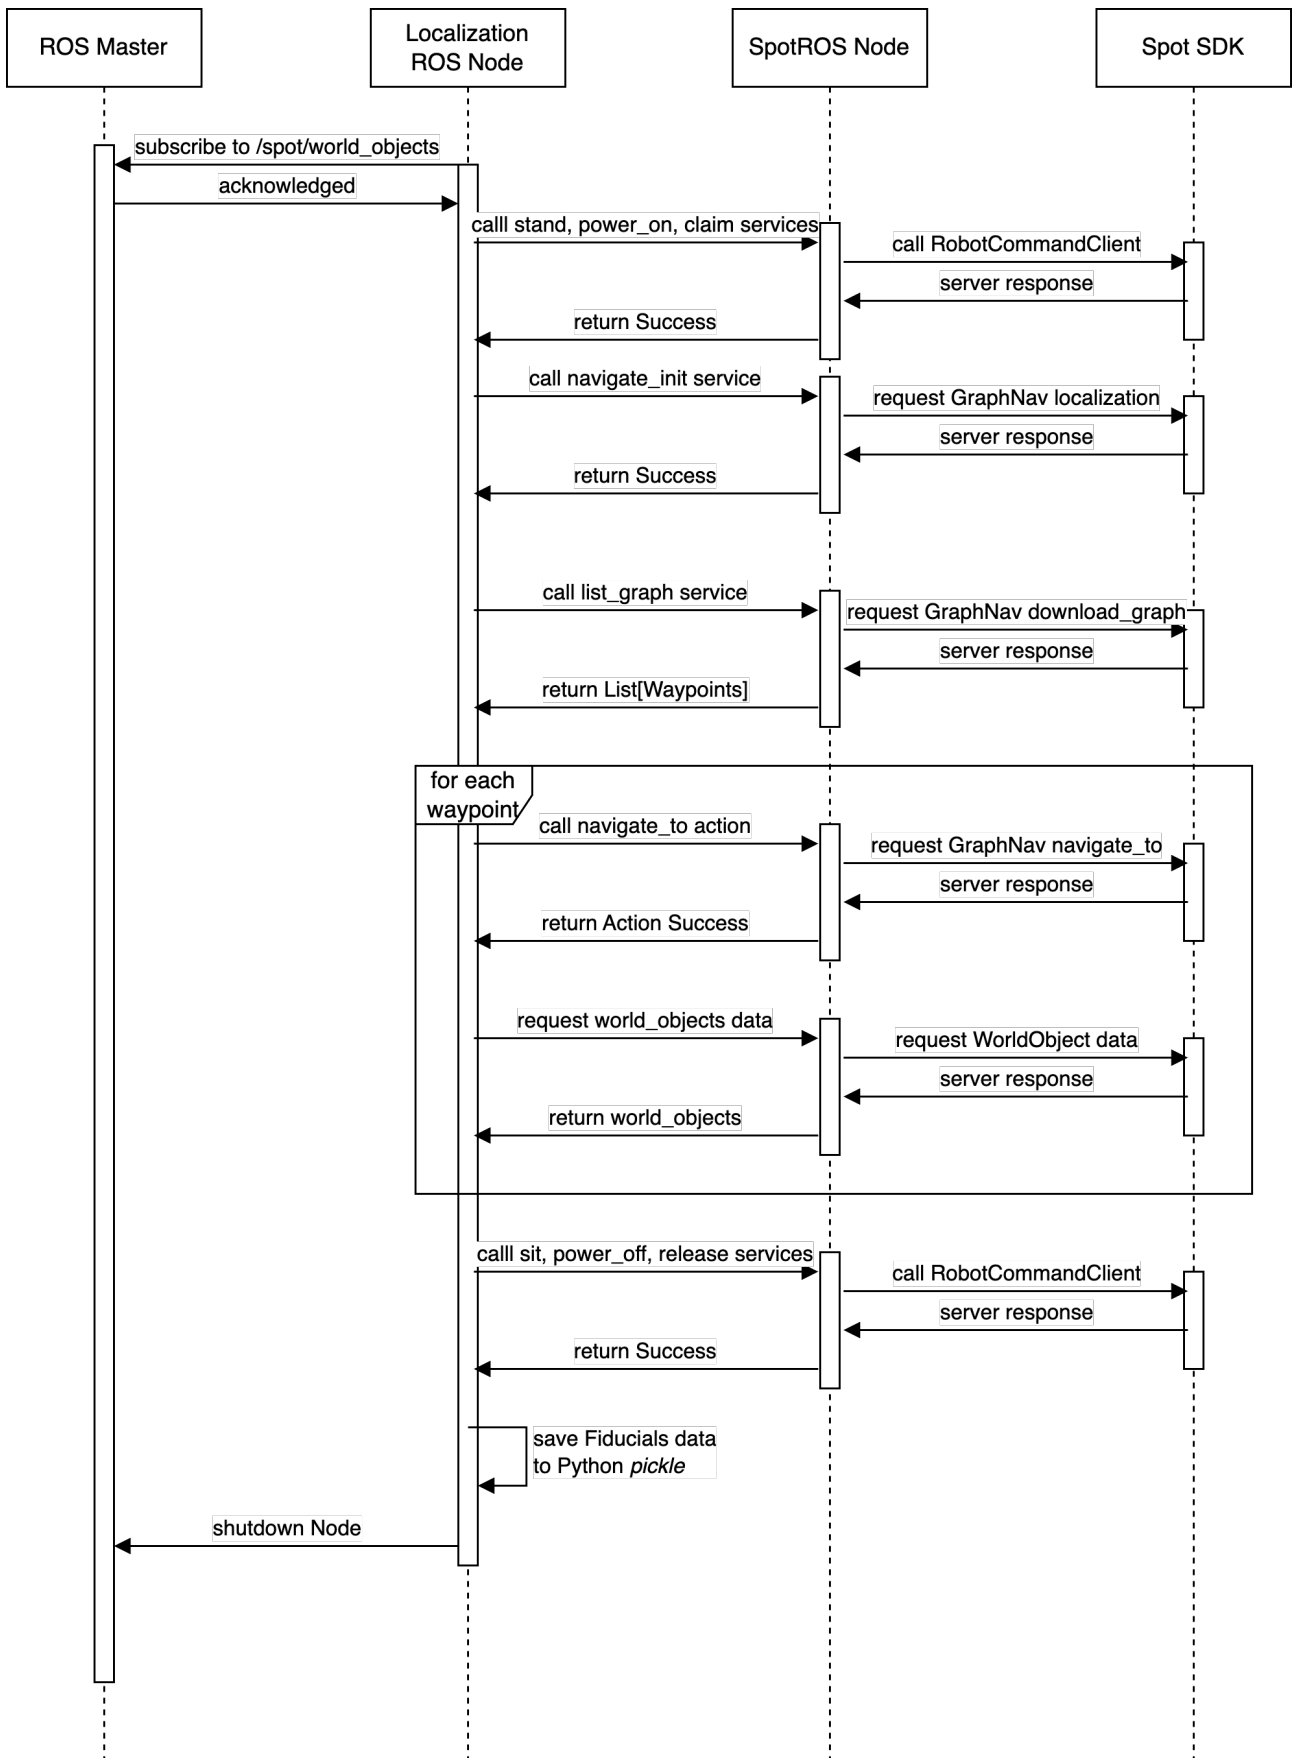 ROS Master
Localization
ROS Node
SpotROS Node
Spot SDK
subscribe to /spot/world_objects
acknowledged
calll stand, power_on, claim services
call RobotCommandClient
server response
return Success
call navigate_init service
request GraphNav localization
server response
return Success
call list_graph service
request GraphNav download_graph
server response
return List[Waypoints]
for each
waypoint
call navigate_to action
request GraphNav navigate_to
server response
return Action Success
request world_objects data
request WorldObject data
server response
return world_objects
calll sit, power_off, release services
call RobotCommandClient
server response
return Success
save Fiducials data
to Python pickle
shutdown Node